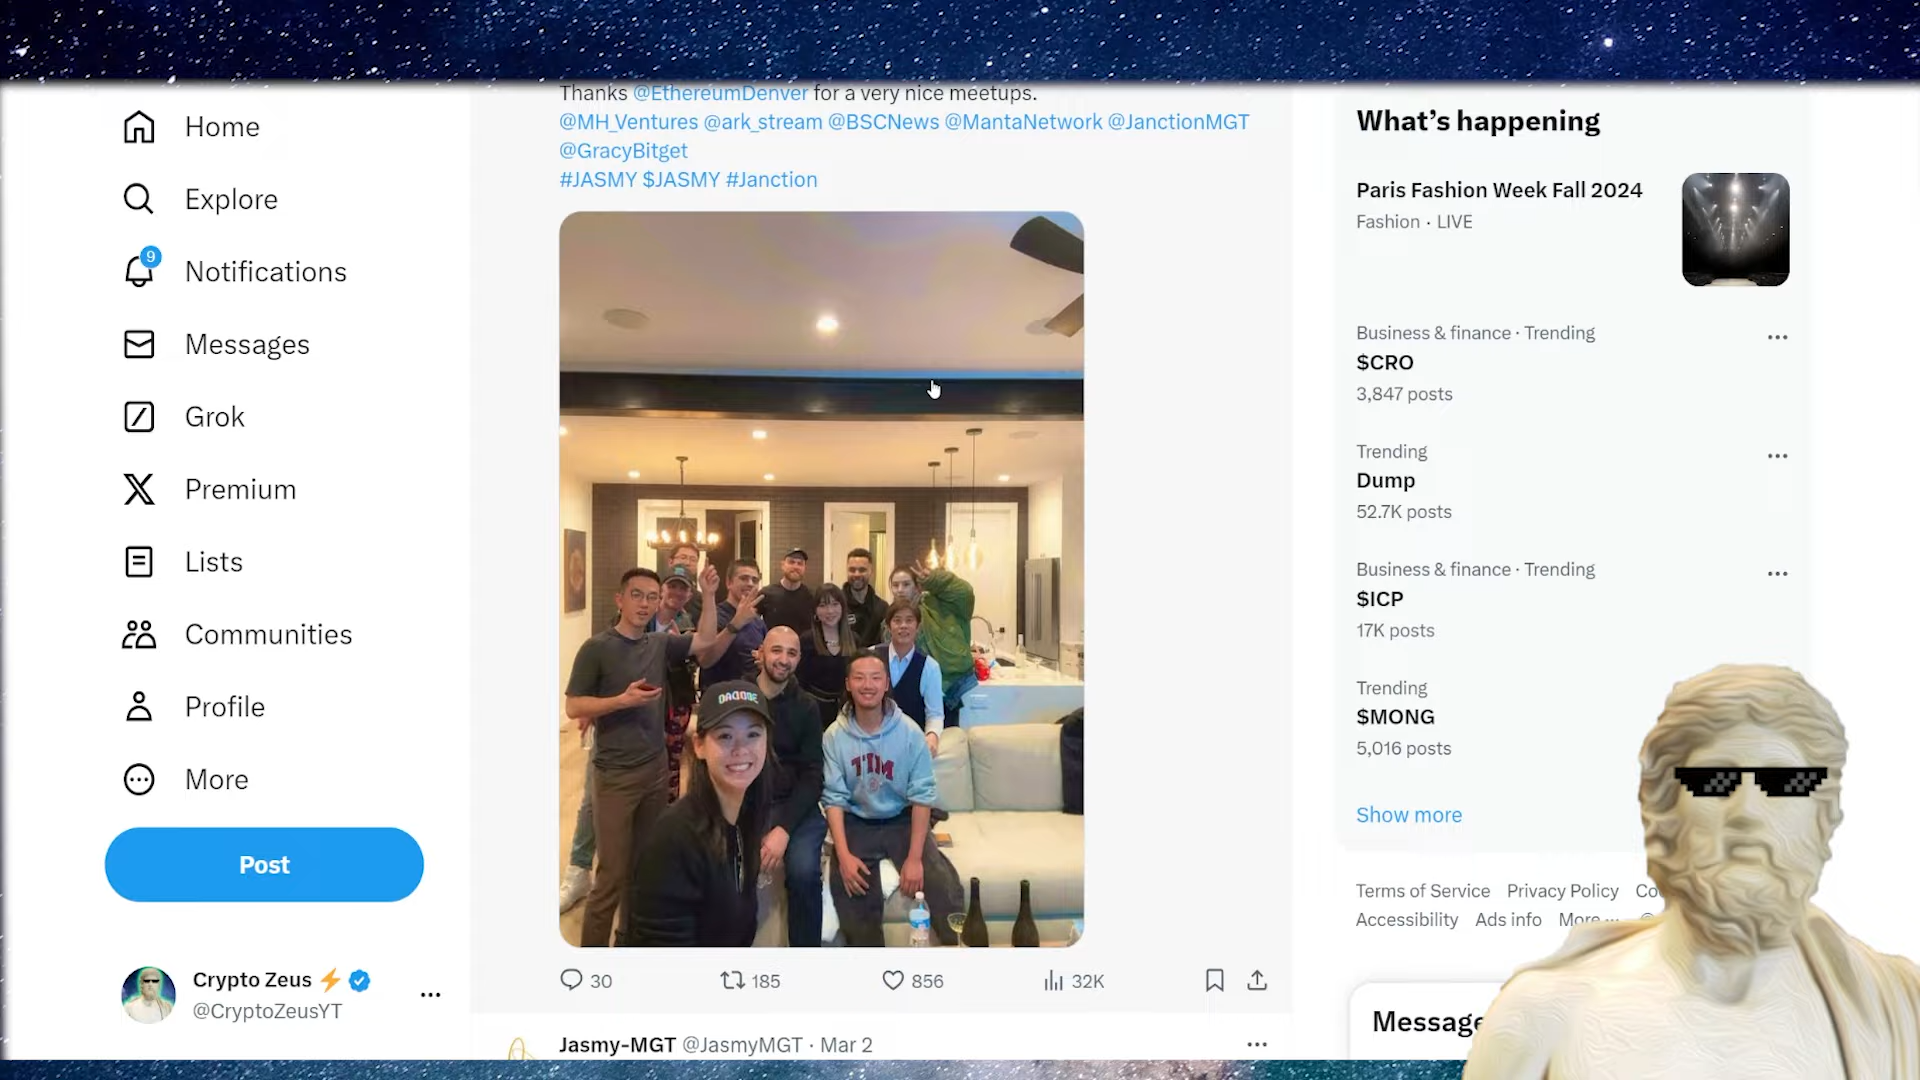 Home
Explore
9
Notifications
Messages
Grok
Premium
Lists
Communities
Profile
More
Post
Crypto Zeus
@CryptoZeusYT
Thanks @EthereumDenver for a very nice meetups.
@MH_Ventures @ark_stream @BSCNews @MantaNetwork @JanctionMGT
@GracyBitget
#JASMY $JASMY #Janction
TIM
30 185 856 32K
Jasmy-MGT @JasmyMGT · Mar 2
What's happening
Paris Fashion Week Fall 2024
Fashion · LIVE
Business & finance · Trending
$CRO
3,847 posts
Trending
Dump
52.7K posts
Business & finance · Trending
$ICP
17K posts
Trending
$MONG
5,016 posts
Show more
Terms of Service Privacy Policy
Accessibility Ads info More ...
Message